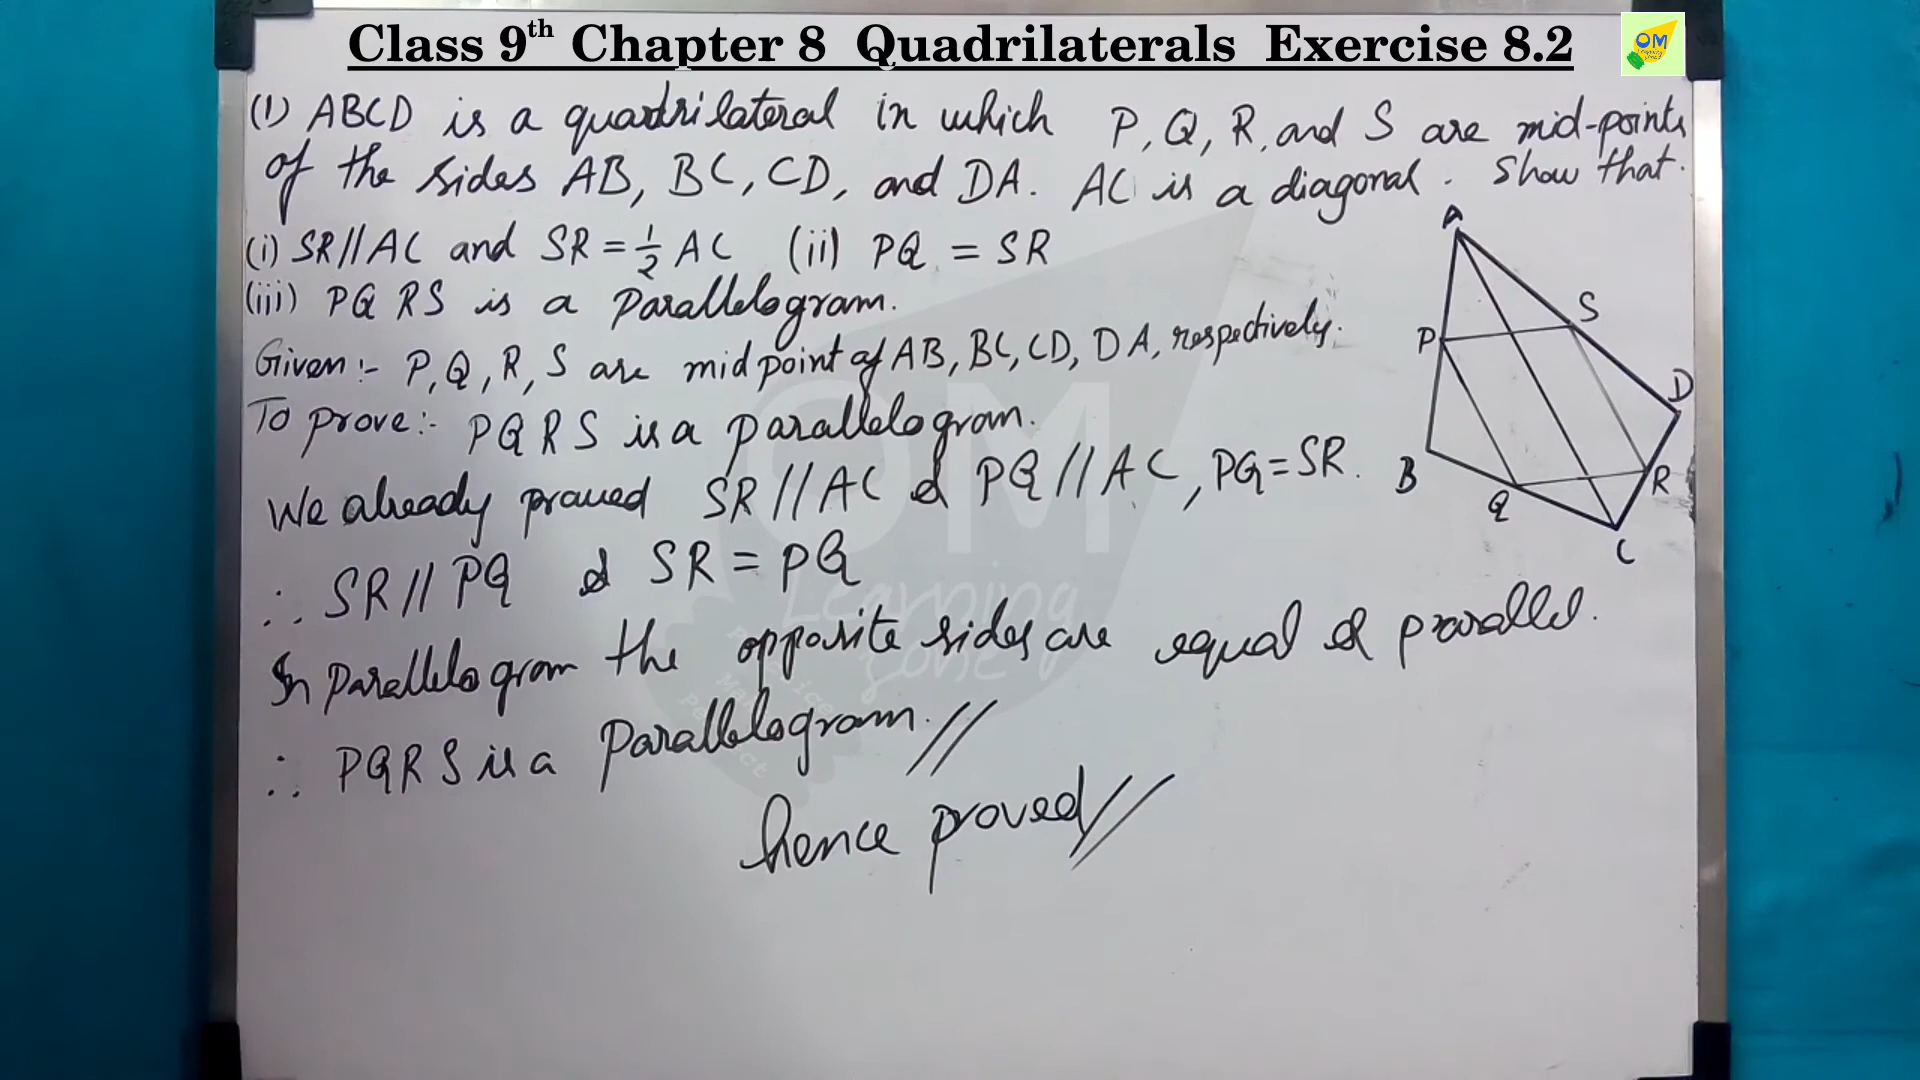 Class 9th Chapter 8 Quadrilaterals Exercise 8.2
OM
(1) ABCD is a quadrilateral in which P, Q, R, and S are mid-points
of the sides AB, BC, CD, and DA. AC is a diagonal. Show that.
(i) SR//AC and SR = 1/2 AC (ii) PQ = SR
(iii) PQRS is a Parallelogram.
Given:- P, Q, R, S are midpoint of AB, BC, CD, DA, respectively.
To prove:- PQRS is a parallelogram.
We already proved SR//AC & PQ//AC, PQ=SR.
∴ SR//PQ & SR = PQ
In Parallelogram the opposite sides are equal & parallel.
∴ PQRS is a Parallelogram.//
hence proved//
A
S
P
D
B
Q
R
C
OM
Learning
Zone